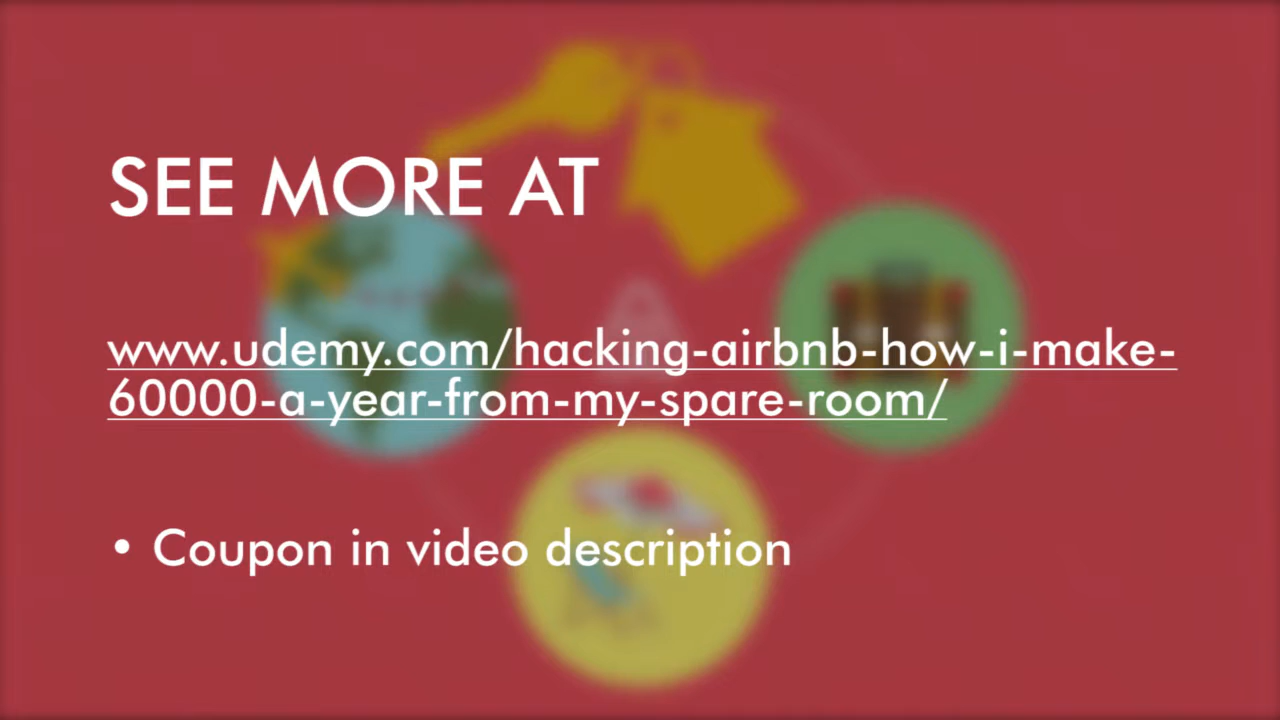 SEE MORE AT
www.udemy.com/hacking-airbnb-how-i-make-
60000-a-year-from-my-spare-room/
• Coupon in video description